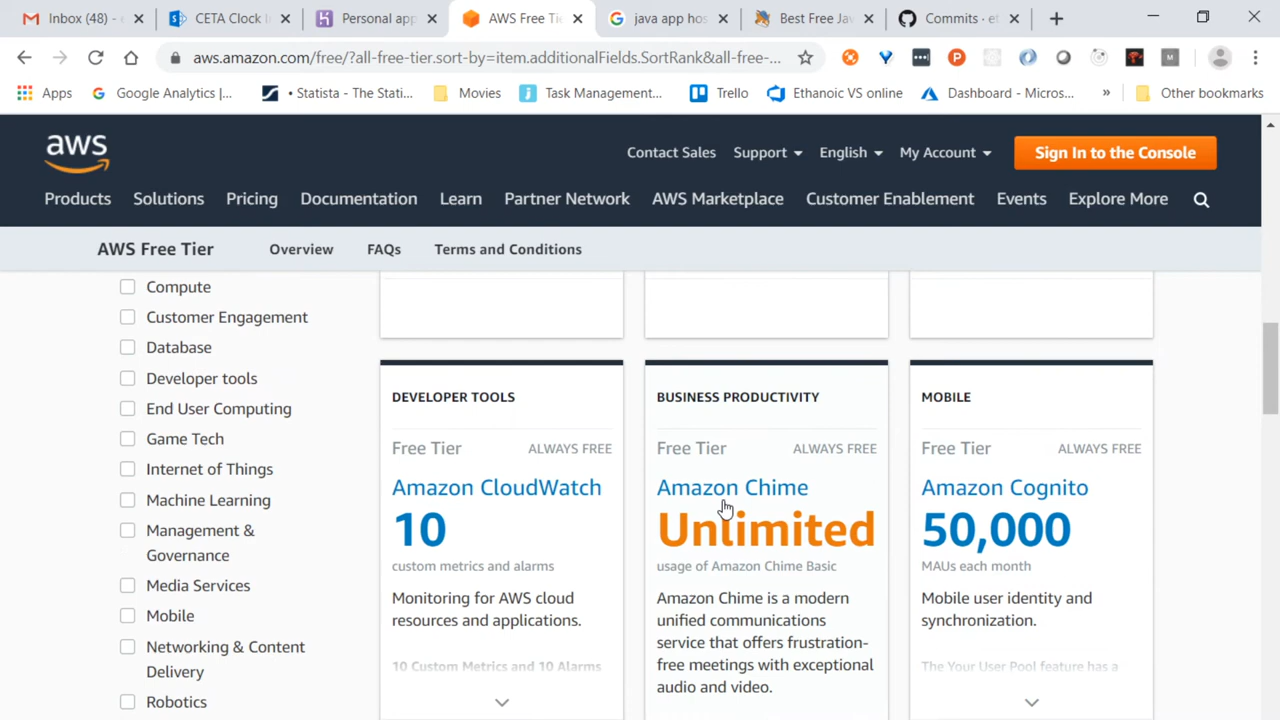 Inbox (48) - e
CETA Clock I
Personal app
AWS Free Tie
java app hos
Best Free Jav
Commits · et
aws.amazon.com/free/?all-free-tier.sort-by=item.additionalFields.SortRank&all-free-...
Apps
Google Analytics |...
• Statista - The Stati...
Movies
Task Management...
Trello
Ethanoic VS online
Dashboard - Micros...
»
Other bookmarks
aws
Contact Sales
Support
English
My Account
Sign In to the Console
Products
Solutions
Pricing
Documentation
Learn
Partner Network
AWS Marketplace
Customer Enablement
Events
Explore More
AWS Free Tier
Overview
FAQs
Terms and Conditions
Compute
Customer Engagement
Database
Developer tools
End User Computing
Game Tech
Internet of Things
Machine Learning
Management &
Governance
Media Services
Mobile
Networking & Content
Delivery
Robotics
DEVELOPER TOOLS
Free Tier ALWAYS FREE
Amazon CloudWatch
10
custom metrics and alarms
Monitoring for AWS cloud
resources and applications.
10 Custom Metrics and 10 Alarms
BUSINESS PRODUCTIVITY
Free Tier ALWAYS FREE
Amazon Chime
Unlimited
usage of Amazon Chime Basic
Amazon Chime is a modern
unified communications
service that offers frustration-
free meetings with exceptional
audio and video.
MOBILE
Free Tier ALWAYS FREE
Amazon Cognito
50,000
MAUs each month
Mobile user identity and
synchronization.
The Your User Pool feature has a